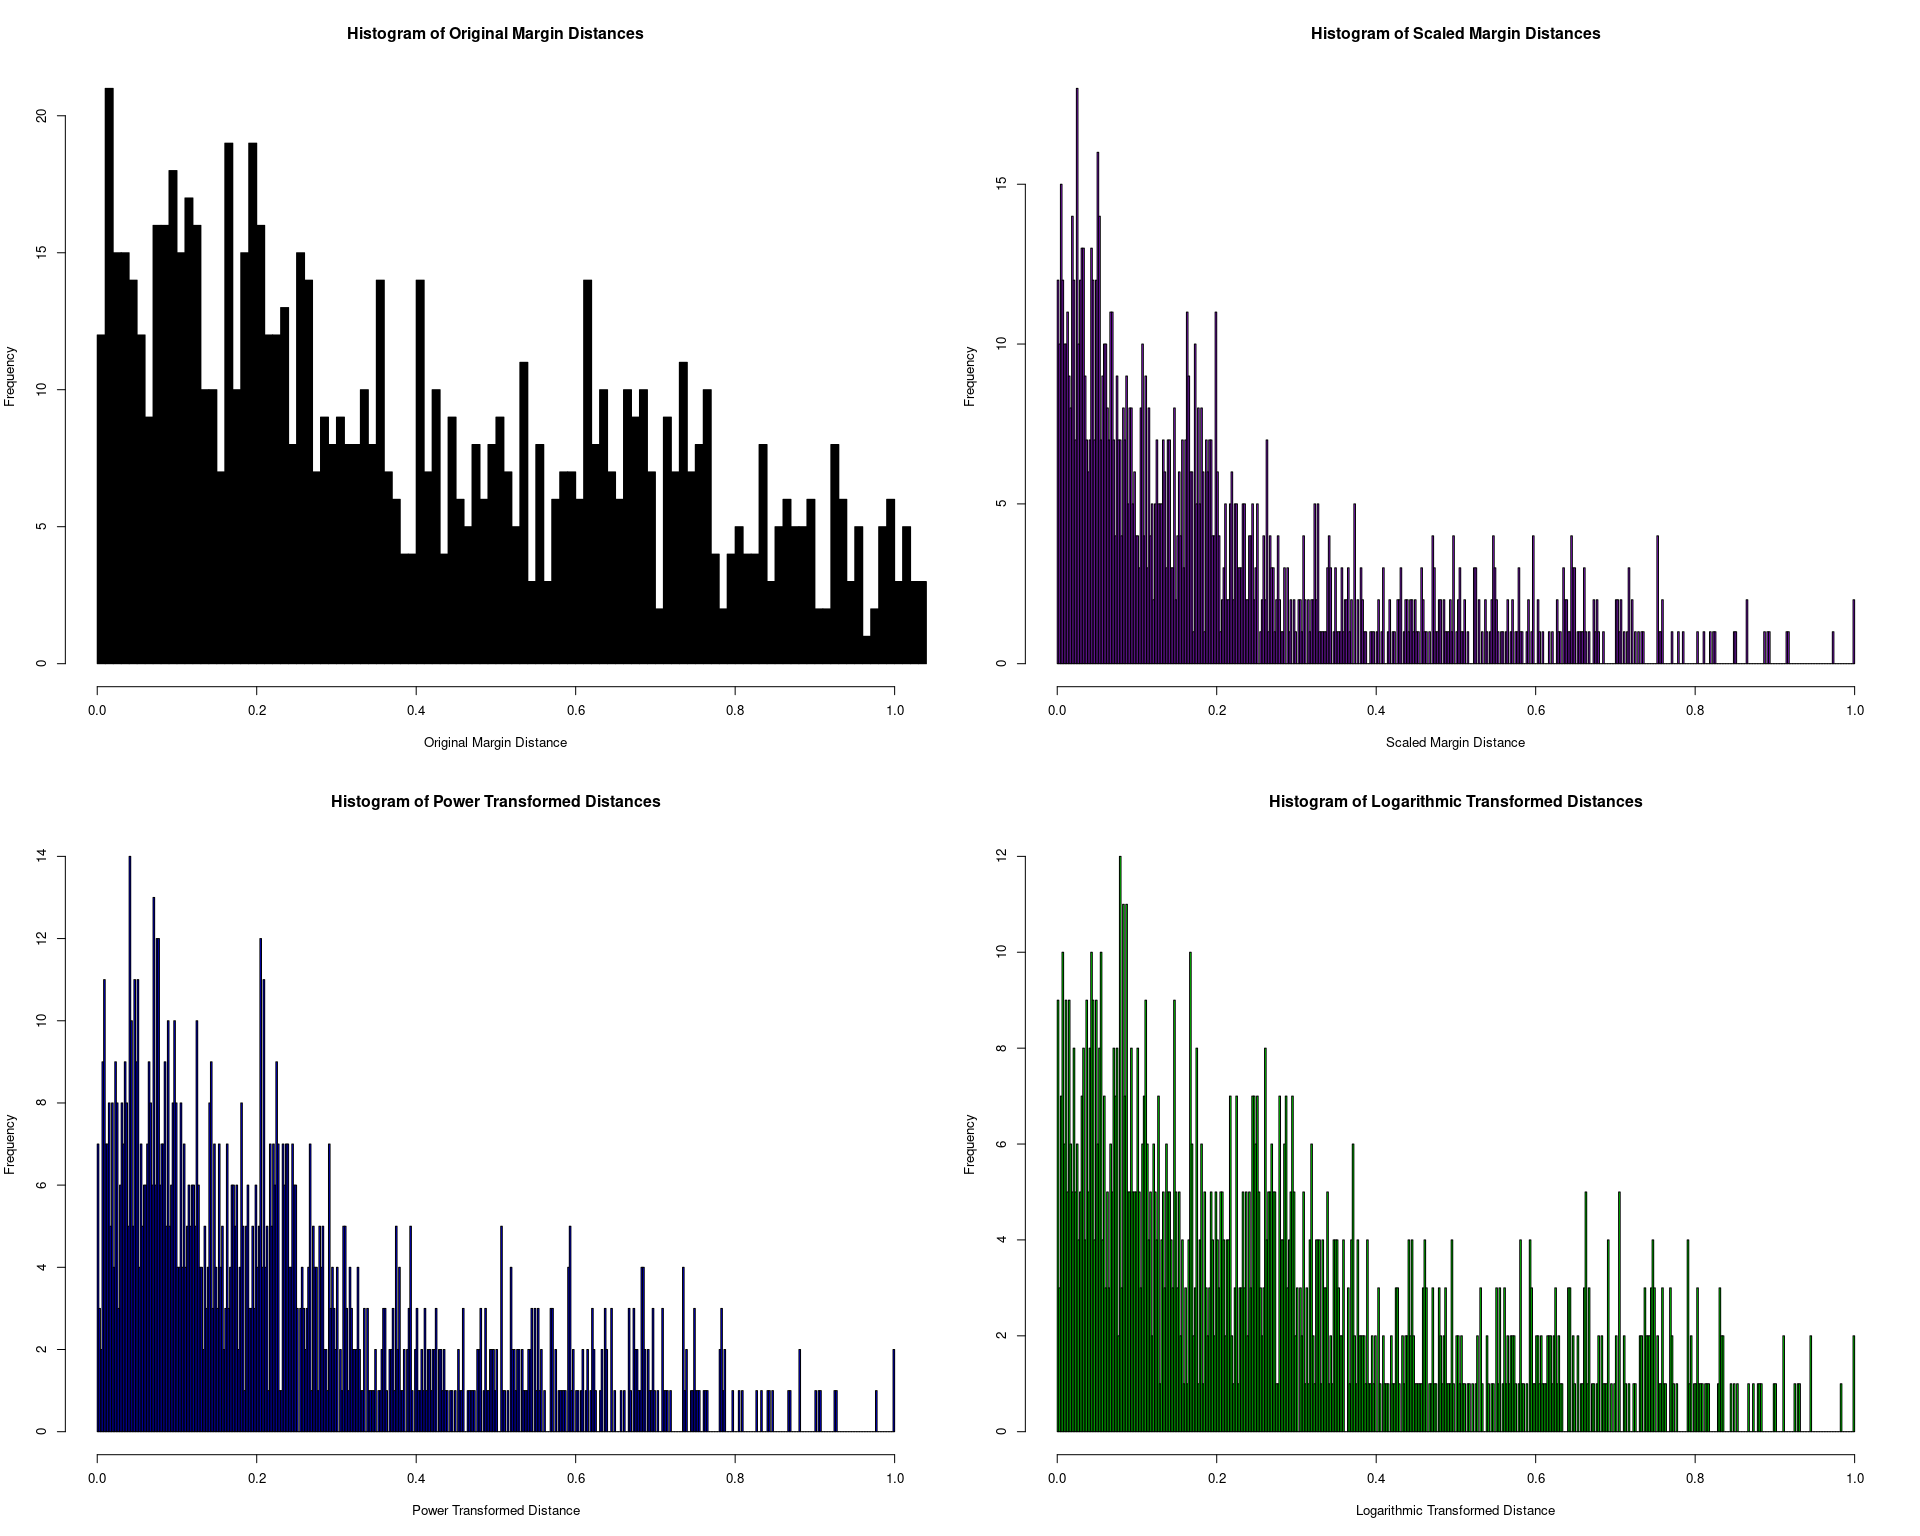 Histogram of Original Margin Distances
Frequency
20
15
10
5
0
0.0 0.2 0.4 0.6 0.8 1.0
Original Margin Distance
Histogram of Scaled Margin Distances
Frequency
15
10
5
0
0.0 0.2 0.4 0.6 0.8 1.0
Scaled Margin Distance
Histogram of Power Transformed Distances
Frequency
14
12
10
8
6
4
2
0
0.0 0.2 0.4 0.6 0.8 1.0
Power Transformed Distance
Histogram of Logarithmic Transformed Distances
Frequency
12
10
8
6
4
2
0
0.0 0.2 0.4 0.6 0.8 1.0
Logarithmic Transformed Distance